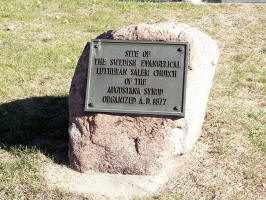 SITE OF
THE SWEDISH EVANGELICAL
LUTHERAN SALEM CHURCH
OF THE
AUGUSTANA SYNOD
ORGANIZED A.D. 1877